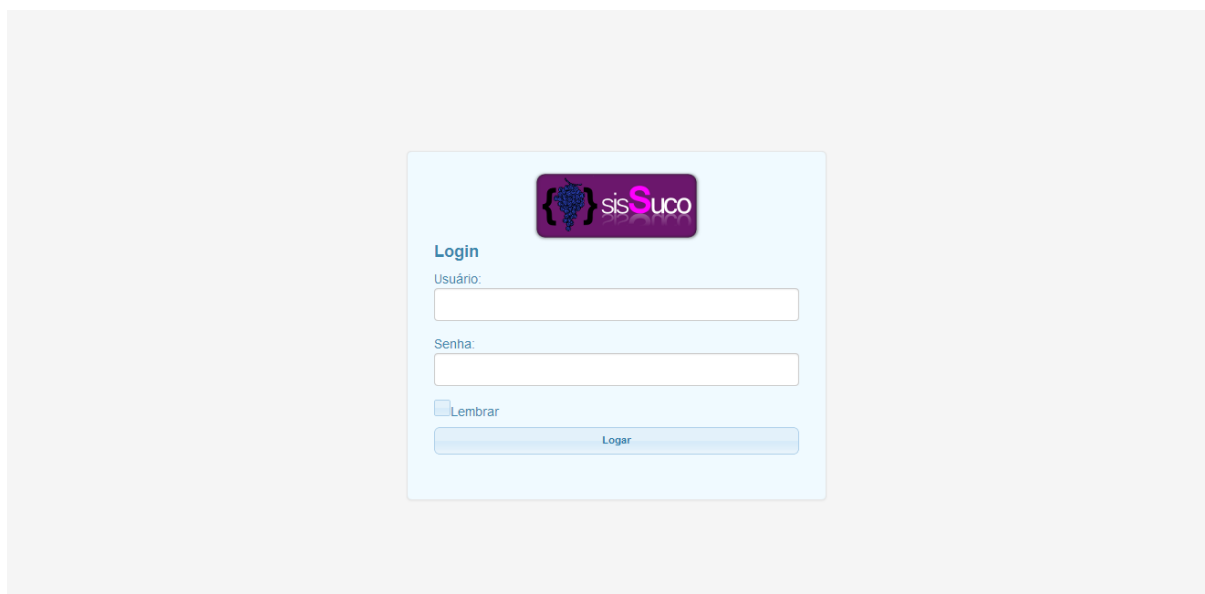 { } sisSuco
Login
Usuário:
Senha:
Lembrar
Logar